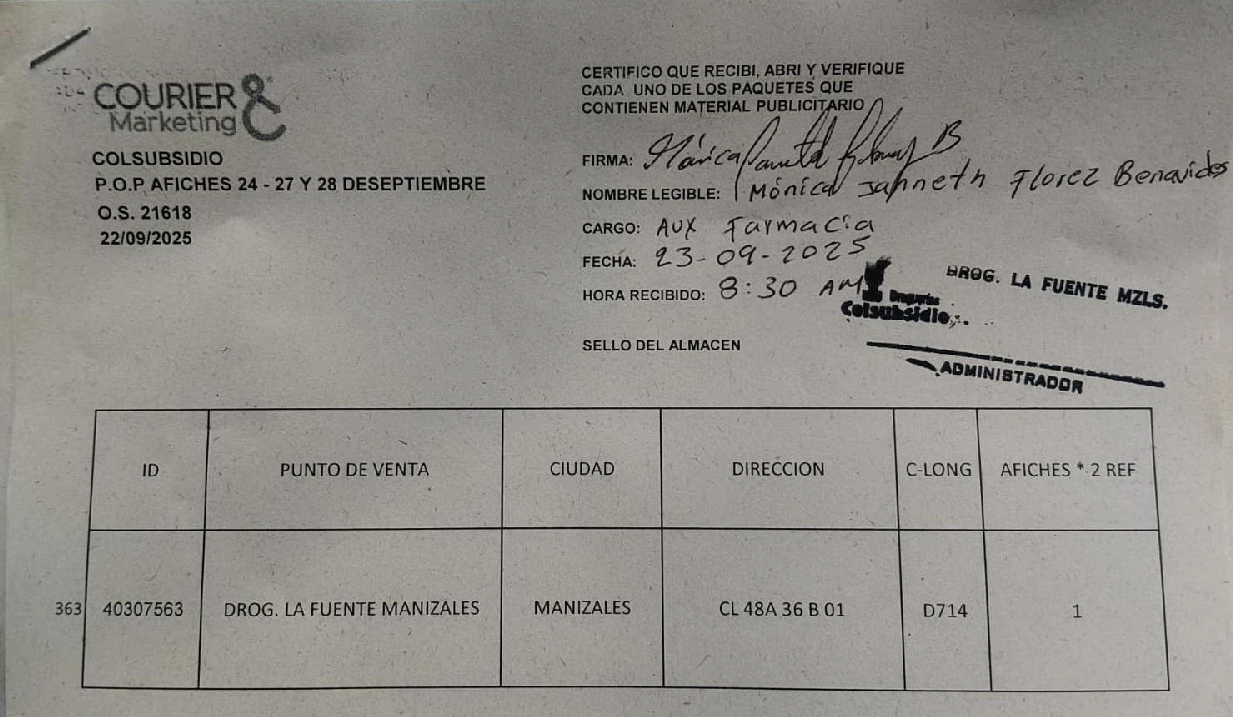 COURIER
Marketing
COLSUBSIDIO
P.O.P AFICHES 24 - 27 Y 28 DESEPTIEMBRE
O.S. 21618
22/09/2025
CERTIFICO QUE RECIBI, ABRI Y VERIFIQUE
CADA UNO DE LOS PAQUETES QUE
CONTIENEN MATERIAL PUBLICITARIO
FIRMA: Mónica
NOMBRE LEGIBLE: Mónica Janneth Florez Benavides
CARGO: AUX Farmacia
FECHA: 23-09-2025
HORA RECIBIDO: 8:30 AM
Droguerías
Colsubsidio
DROG. LA FUENTE MZLS.
ADMINISTRADOR
SELLO DEL ALMACEN
ID PUNTO DE VENTA CIUDAD DIRECCION C-LONG AFICHES * 2 REF
363 40307563 DROG. LA FUENTE MANIZALES MANIZALES CL 48A 36 B 01 D714 1